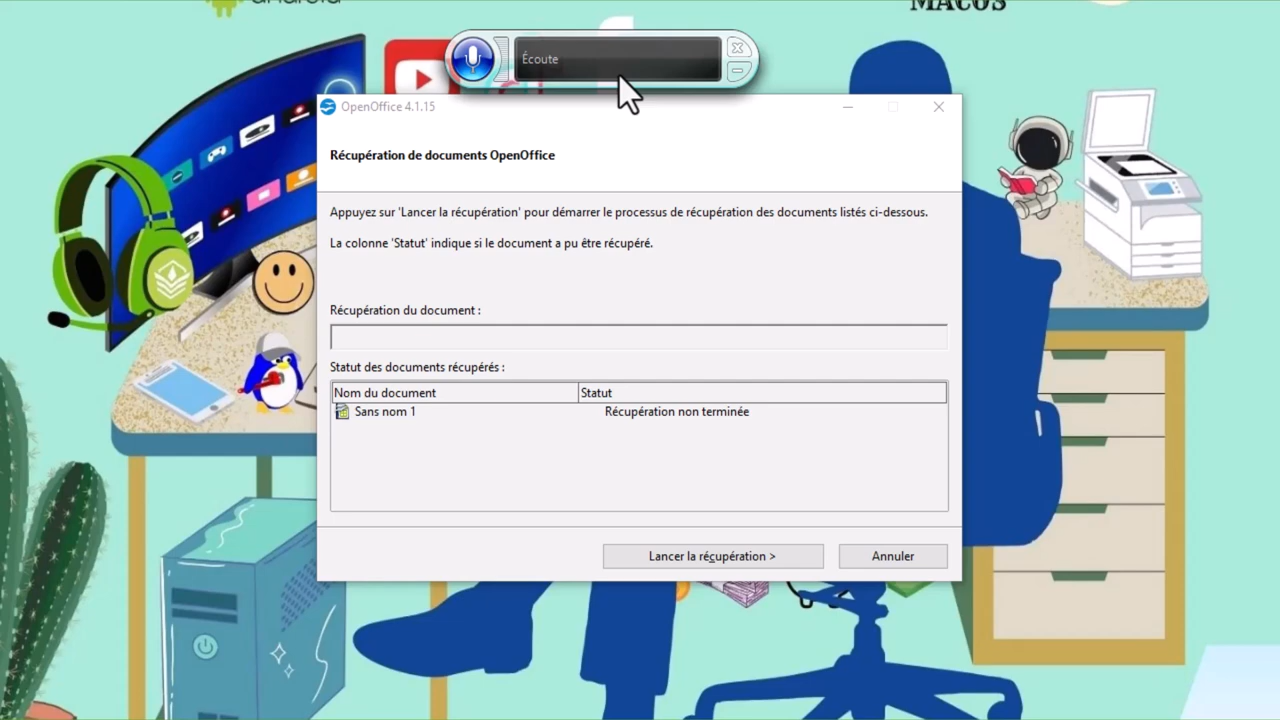 MACOS
Écoute
OpenOffice 4.1.15
Récupération de documents OpenOffice
Appuyez sur 'Lancer la récupération' pour démarrer le processus de récupération des documents listés ci-dessous.
La colonne 'Statut' indique si le document a pu être récupéré.
Récupération du document :
Statut des documents récupérés :
Nom du document Statut
Sans nom 1 Récupération non terminée
Lancer la récupération > Annuler